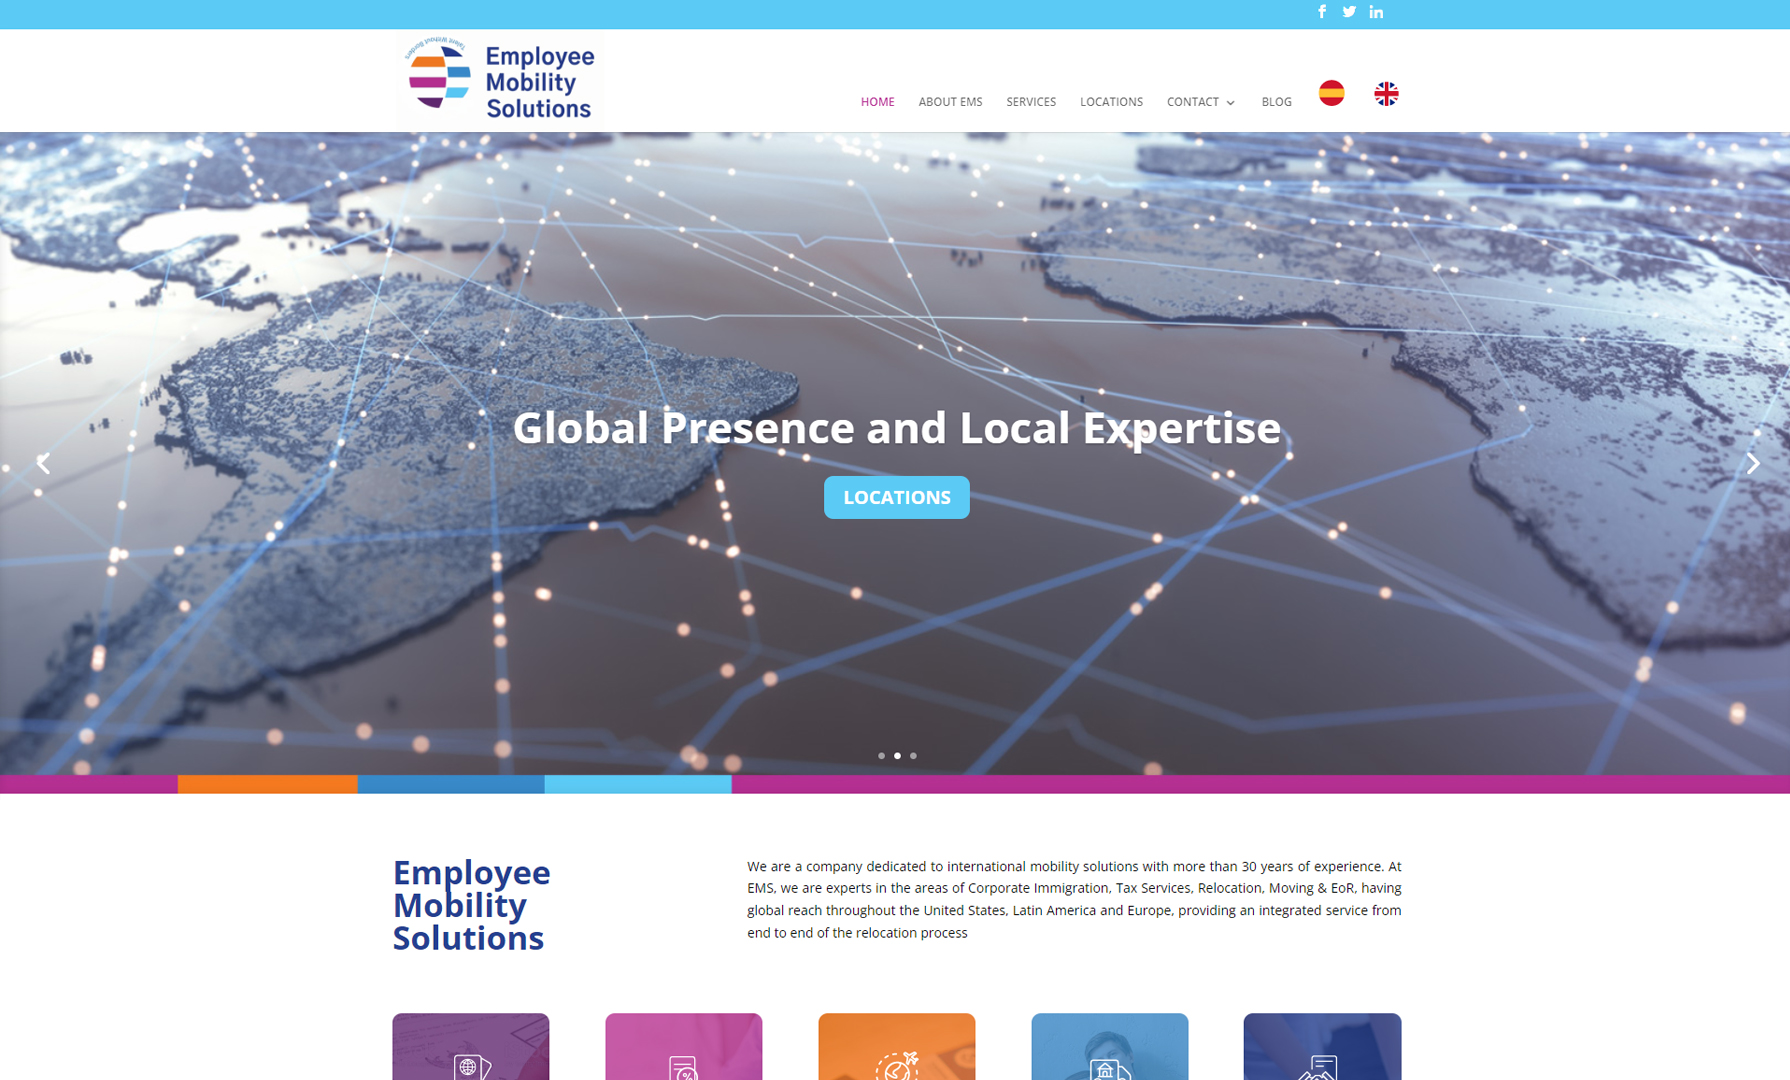 Talent Without Borders
Employee
Mobility
Solutions
HOME
ABOUT EMS
SERVICES
LOCATIONS
CONTACT
BLOG
Global Presence and Local Expertise
LOCATIONS
Employee
Mobility
Solutions
We are a company dedicated to international mobility solutions with more than 30 years of experience. At
EMS, we are experts in the areas of Corporate Immigration, Tax Services, Relocation, Moving & EoR, having
global reach throughout the United States, Latin America and Europe, providing an integrated service from
end to end of the relocation process